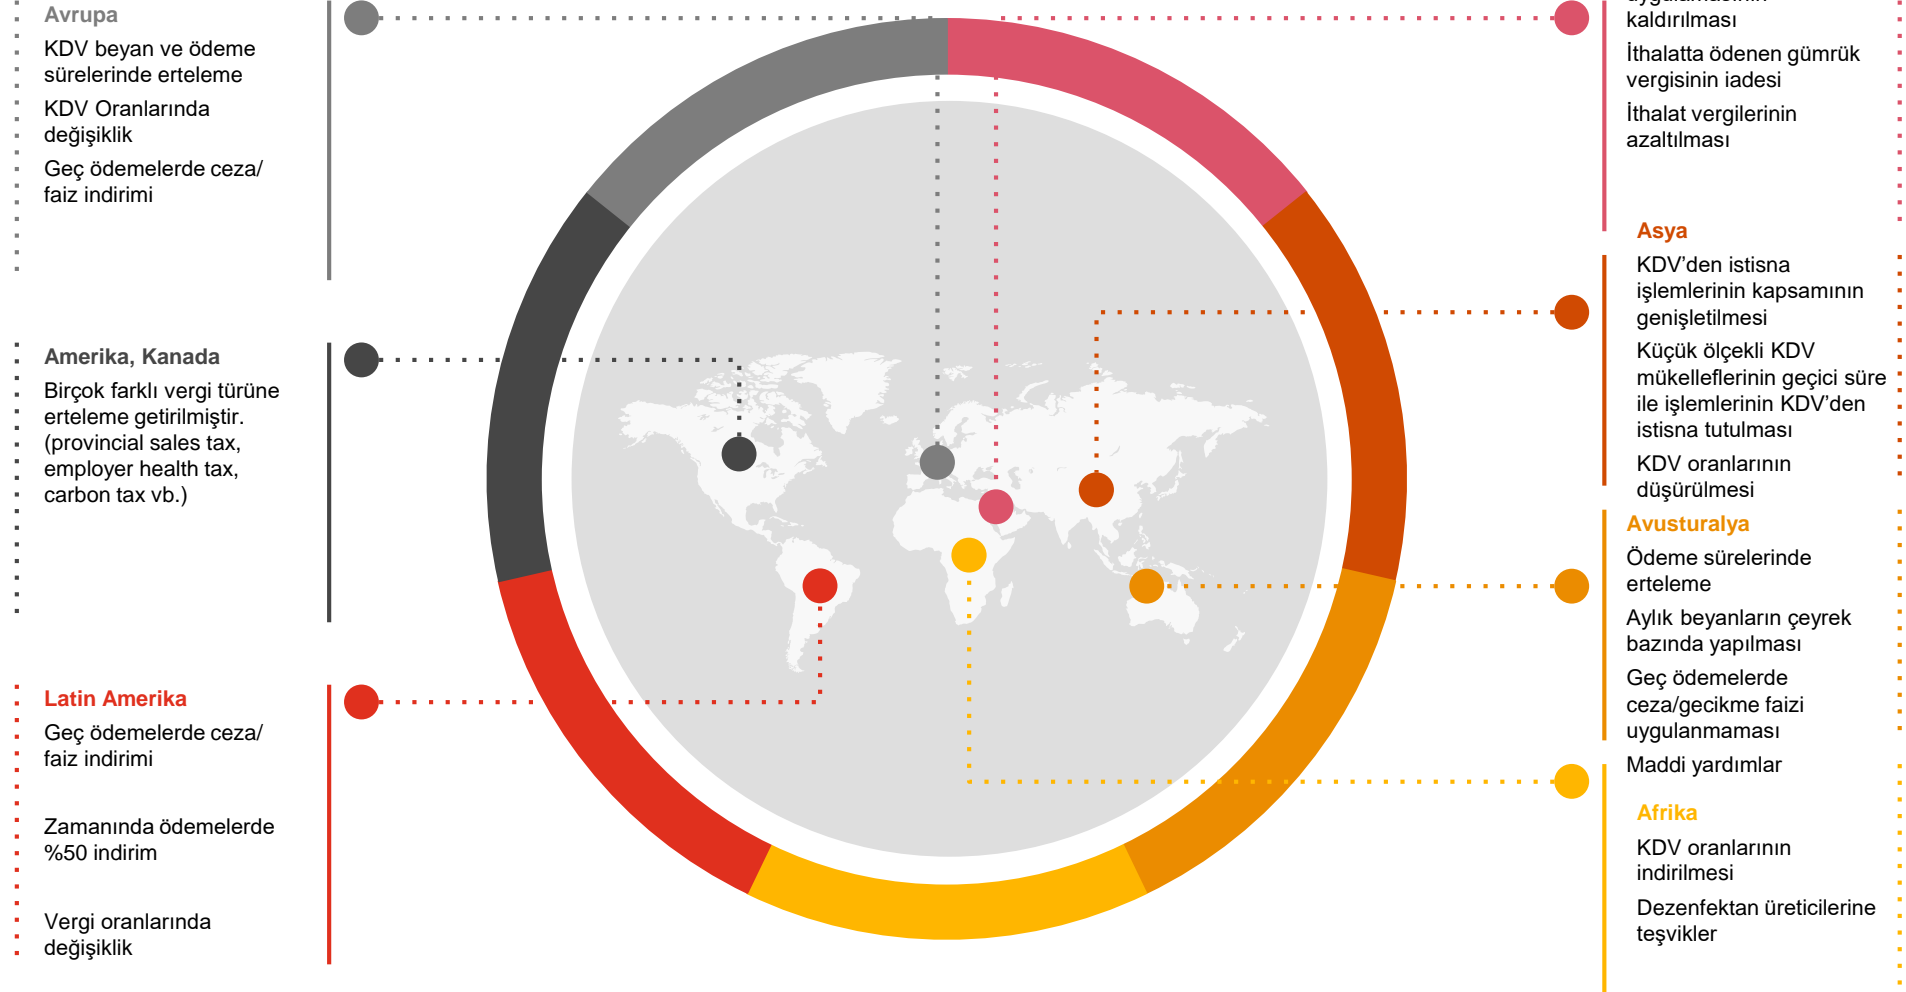 Avrupa
KDV beyan ve ödeme
sürelerinde erteleme
KDV Oranlarında
değişiklik
Geç ödemelerde ceza/
faiz indirimi
Amerika, Kanada
Birçok farklı vergi türüne
erteleme getirilmiştir.
(provincial sales tax,
employer health tax,
carbon tax vb.)
Latin Amerika
Geç ödemelerde ceza/
faiz indirimi
Zamanında ödemelerde
%50 indirim
Vergi oranlarında
değişiklik
kaldırılması
İthalatta ödenen gümrük
vergisinin iadesi
İthalat vergilerinin
azaltılması
Asya
KDV’den istisna
işlemlerinin kapsamının
genişletilmesi
Küçük ölçekli KDV
mükelleflerinin geçici süre
ile işlemlerinin KDV’den
istisna tutulması
KDV oranlarının
düşürülmesi
Avusturalya
Ödeme sürelerinde
erteleme
Aylık beyanların çeyrek
bazında yapılması
Geç ödemelerde
ceza/gecikme faizi
uygulanmaması
Maddi yardımlar
Afrika
KDV oranlarının
indirilmesi
Dezenfektan üreticilerine
teşvikler